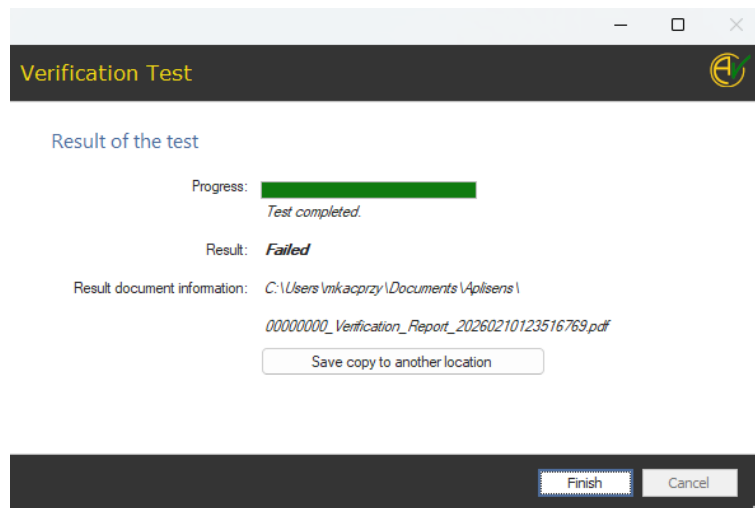 Verification Test
Result of the test
Progress:
Test completed.
Result: Failed
Result document information: C:\Users\mkacprzy\Documents\Aplisens\
00000000_Verification_Report_20260210123516769.pdf
Save copy to another location
Finish Cancel